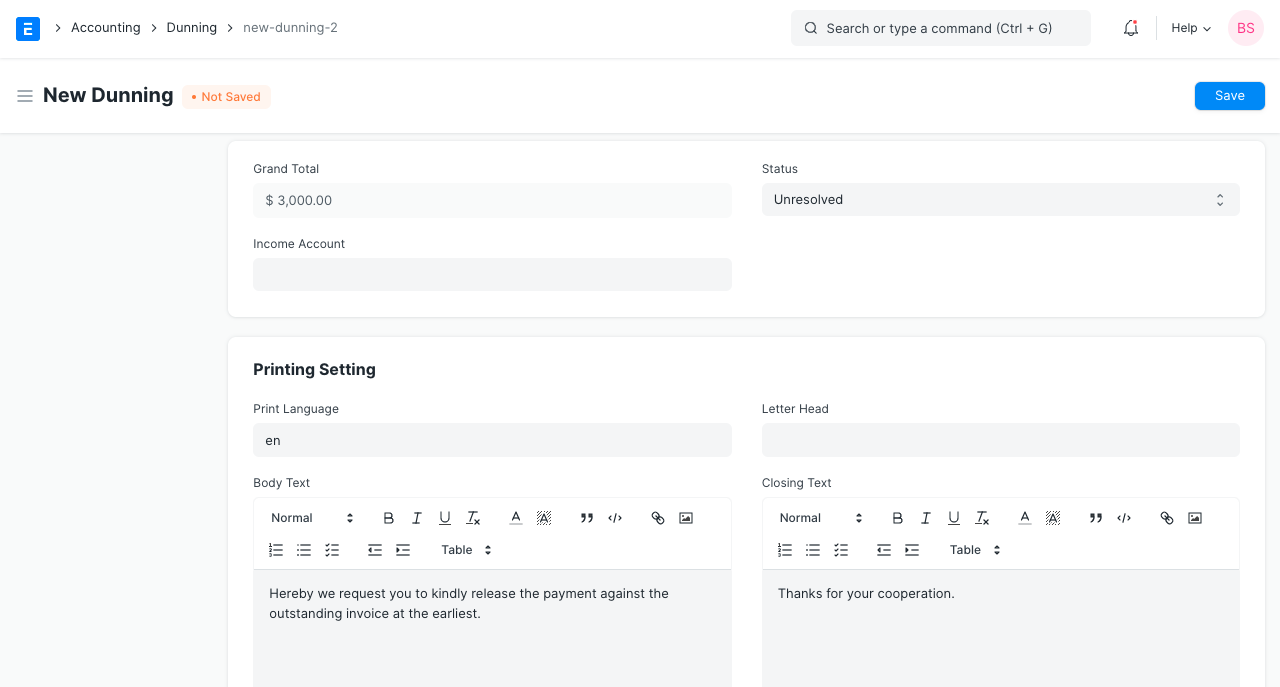 E
Accounting
Dunning
new-dunning-2
Search or type a command (Ctrl + G)
Help
BS
New Dunning
Not Saved
Save
Grand Total
$ 3,000.00
Status
Unresolved
Income Account
Printing Setting
Print Language
en
Letter Head
Body Text
Normal
Table
Hereby we request you to kindly release the payment against the
outstanding invoice at the earliest.
Closing Text
Normal
Table
Thanks for your cooperation.